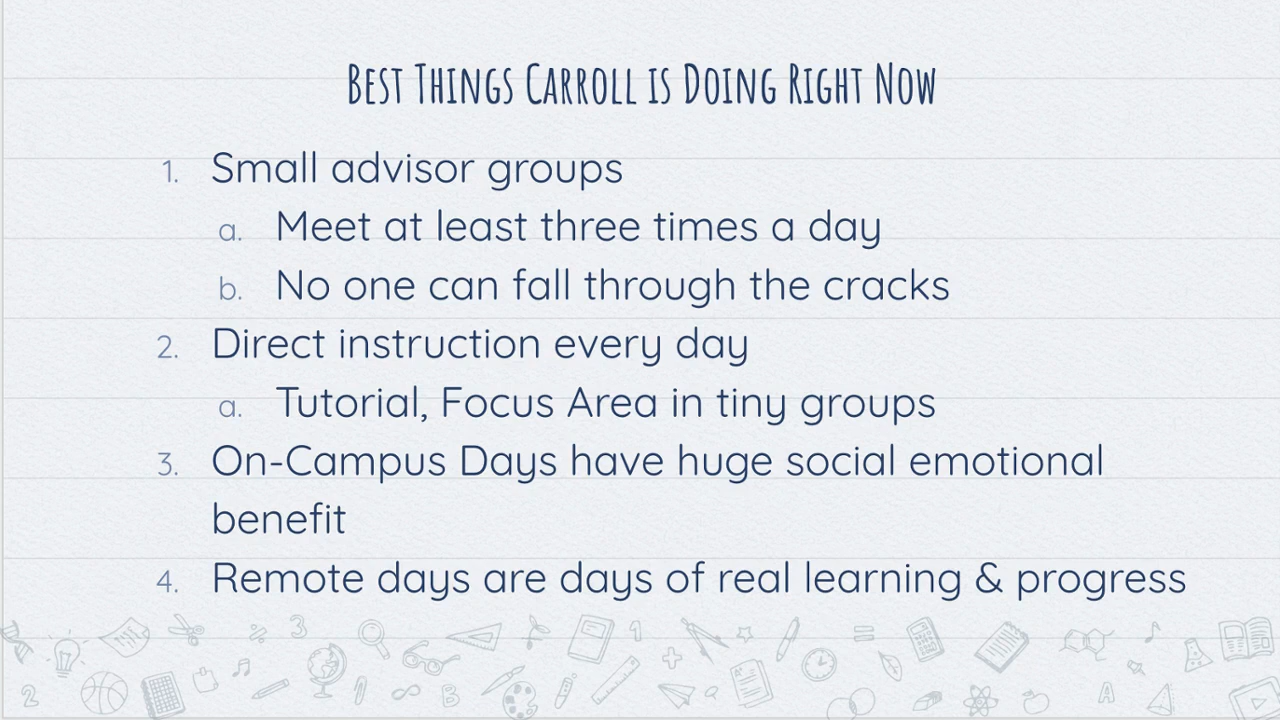 Best Things Carroll is Doing Right Now
1. Small advisor groups
a. Meet at least three times a day
b. No one can fall through the cracks
2. Direct instruction every day
a. Tutorial, Focus Area in tiny groups
3. On-Campus Days have huge social emotional
benefit
4. Remote days are days of real learning & progress